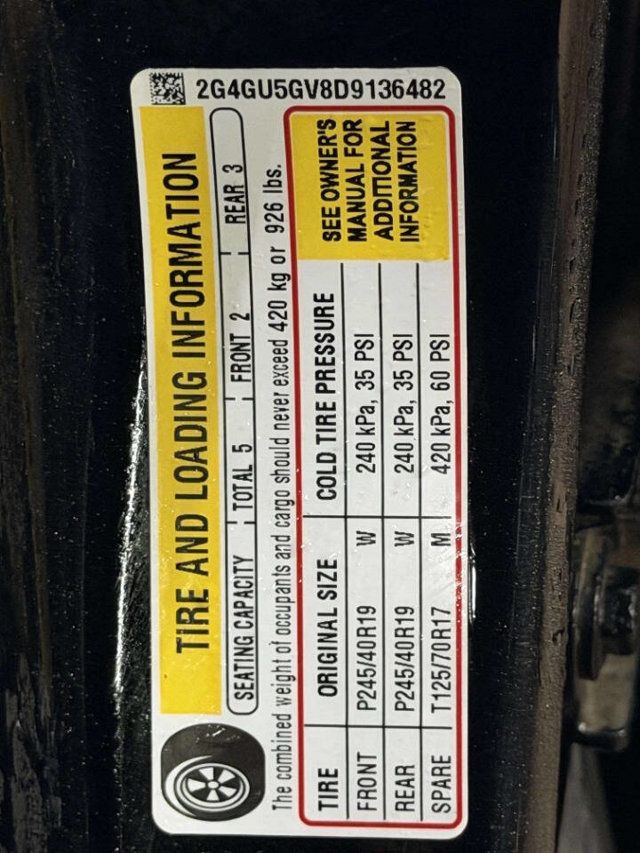 2G4GU5GV8D9136482
TIRE AND LOADING INFORMATION
SEATING CAPACITY TOTAL 5 FRONT 2 REAR 3
The combined weight of occupants and cargo should never exceed 420 kg or 926 lbs.
TIRE ORIGINAL SIZE COLD TIRE PRESSURE
FRONT P245/40R19 W 240 kPa, 35 PSI
REAR P245/40R19 W 240 kPa, 35 PSI
SPARE T125/70R17 M 420 kPa, 60 PSI
SEE OWNER'S
MANUAL FOR
ADDITIONAL
INFORMATION